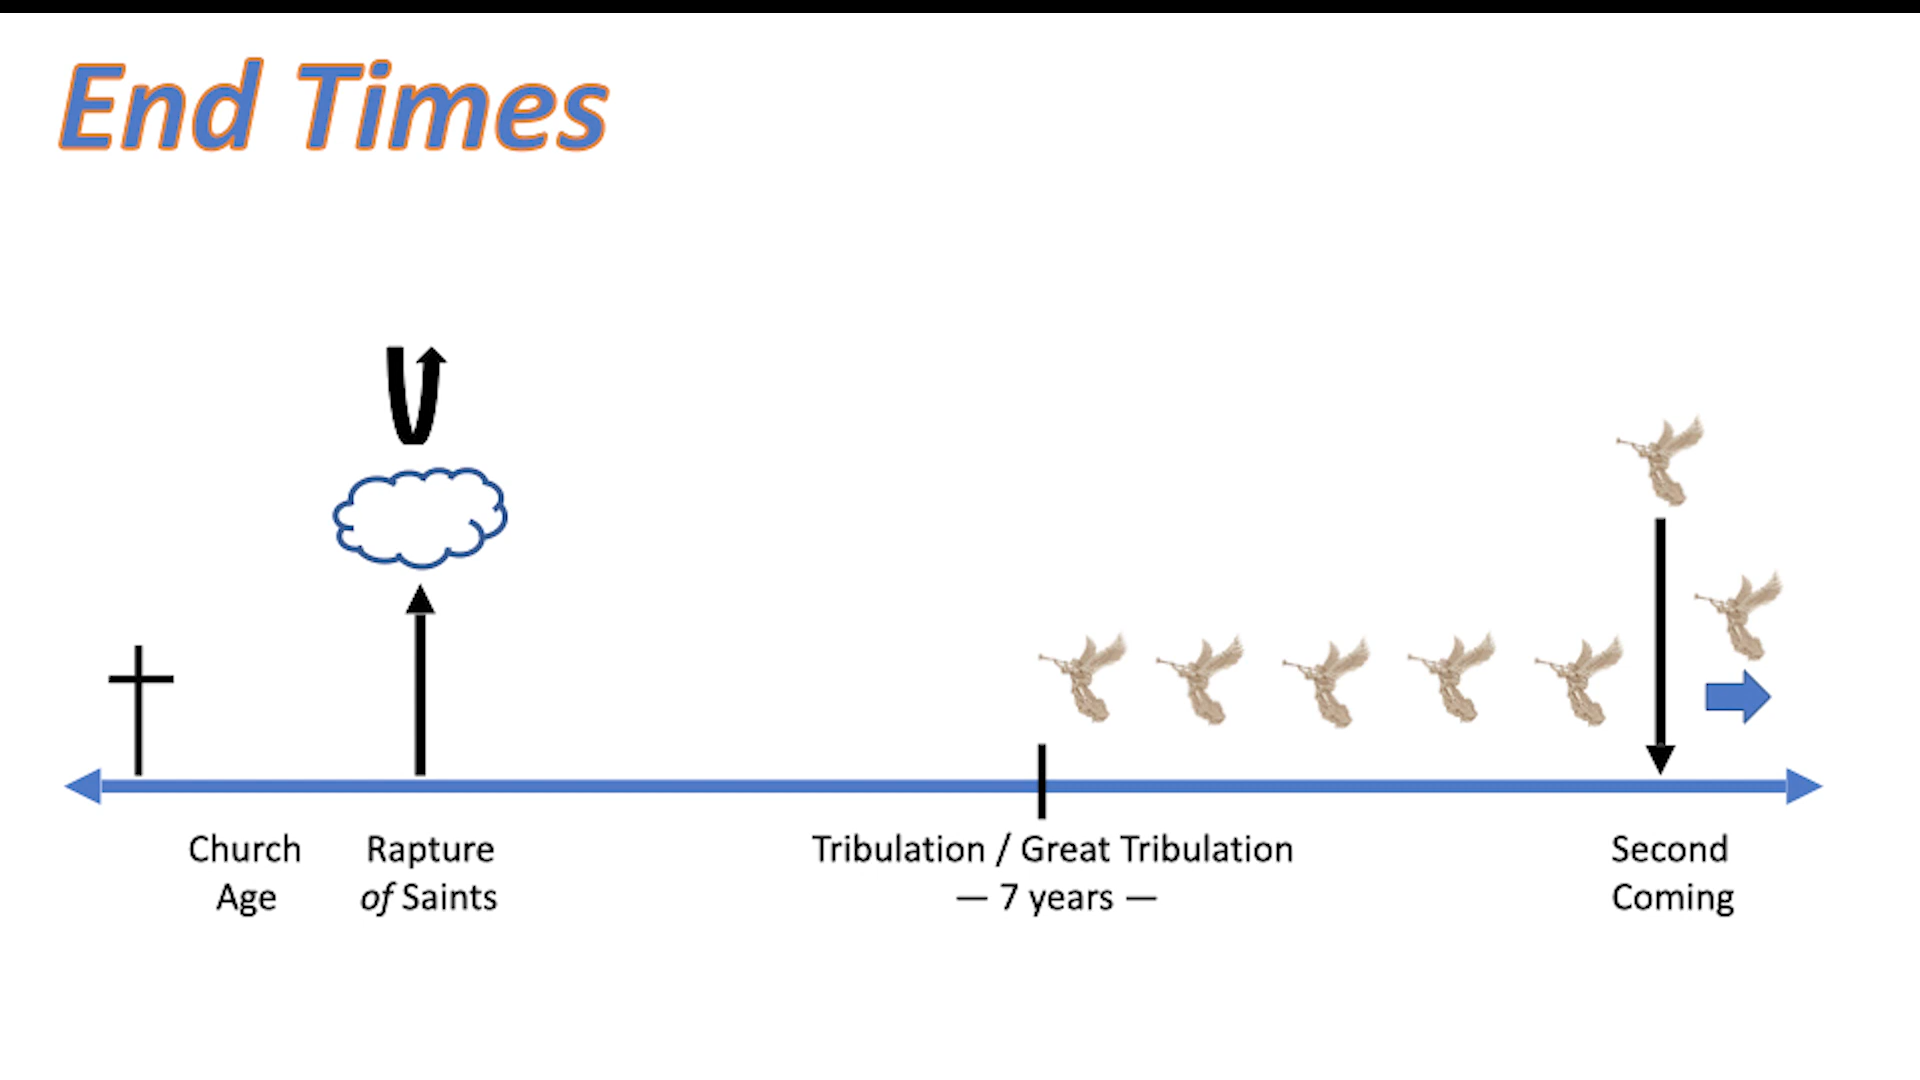 End Times
Church
Age
Rapture
of Saints
Tribulation / Great Tribulation
— 7 years —
Second
Coming